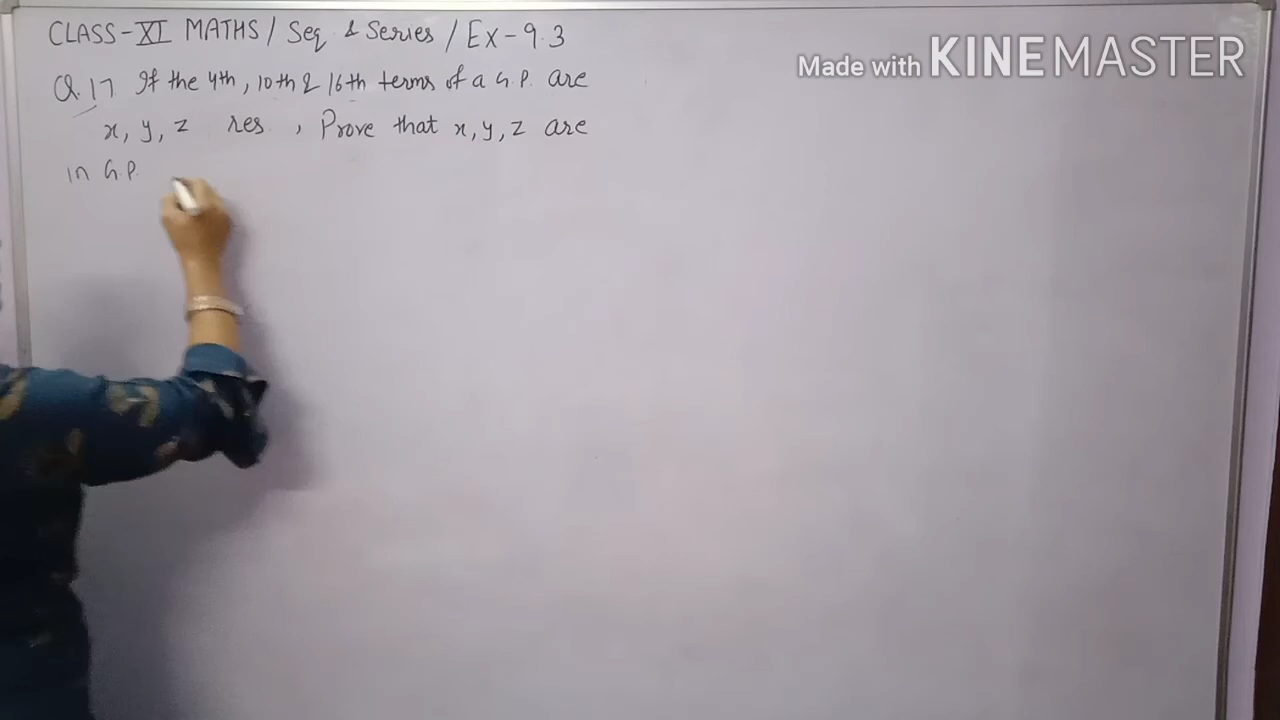 CLASS-XI MATHS / Seq & Series / Ex-9.3
Made with KINEMASTER
Q.17 If the 4th, 10th & 16th terms of a G.P. are
x, y, z res , Prove that x, y, z are
in G.P.